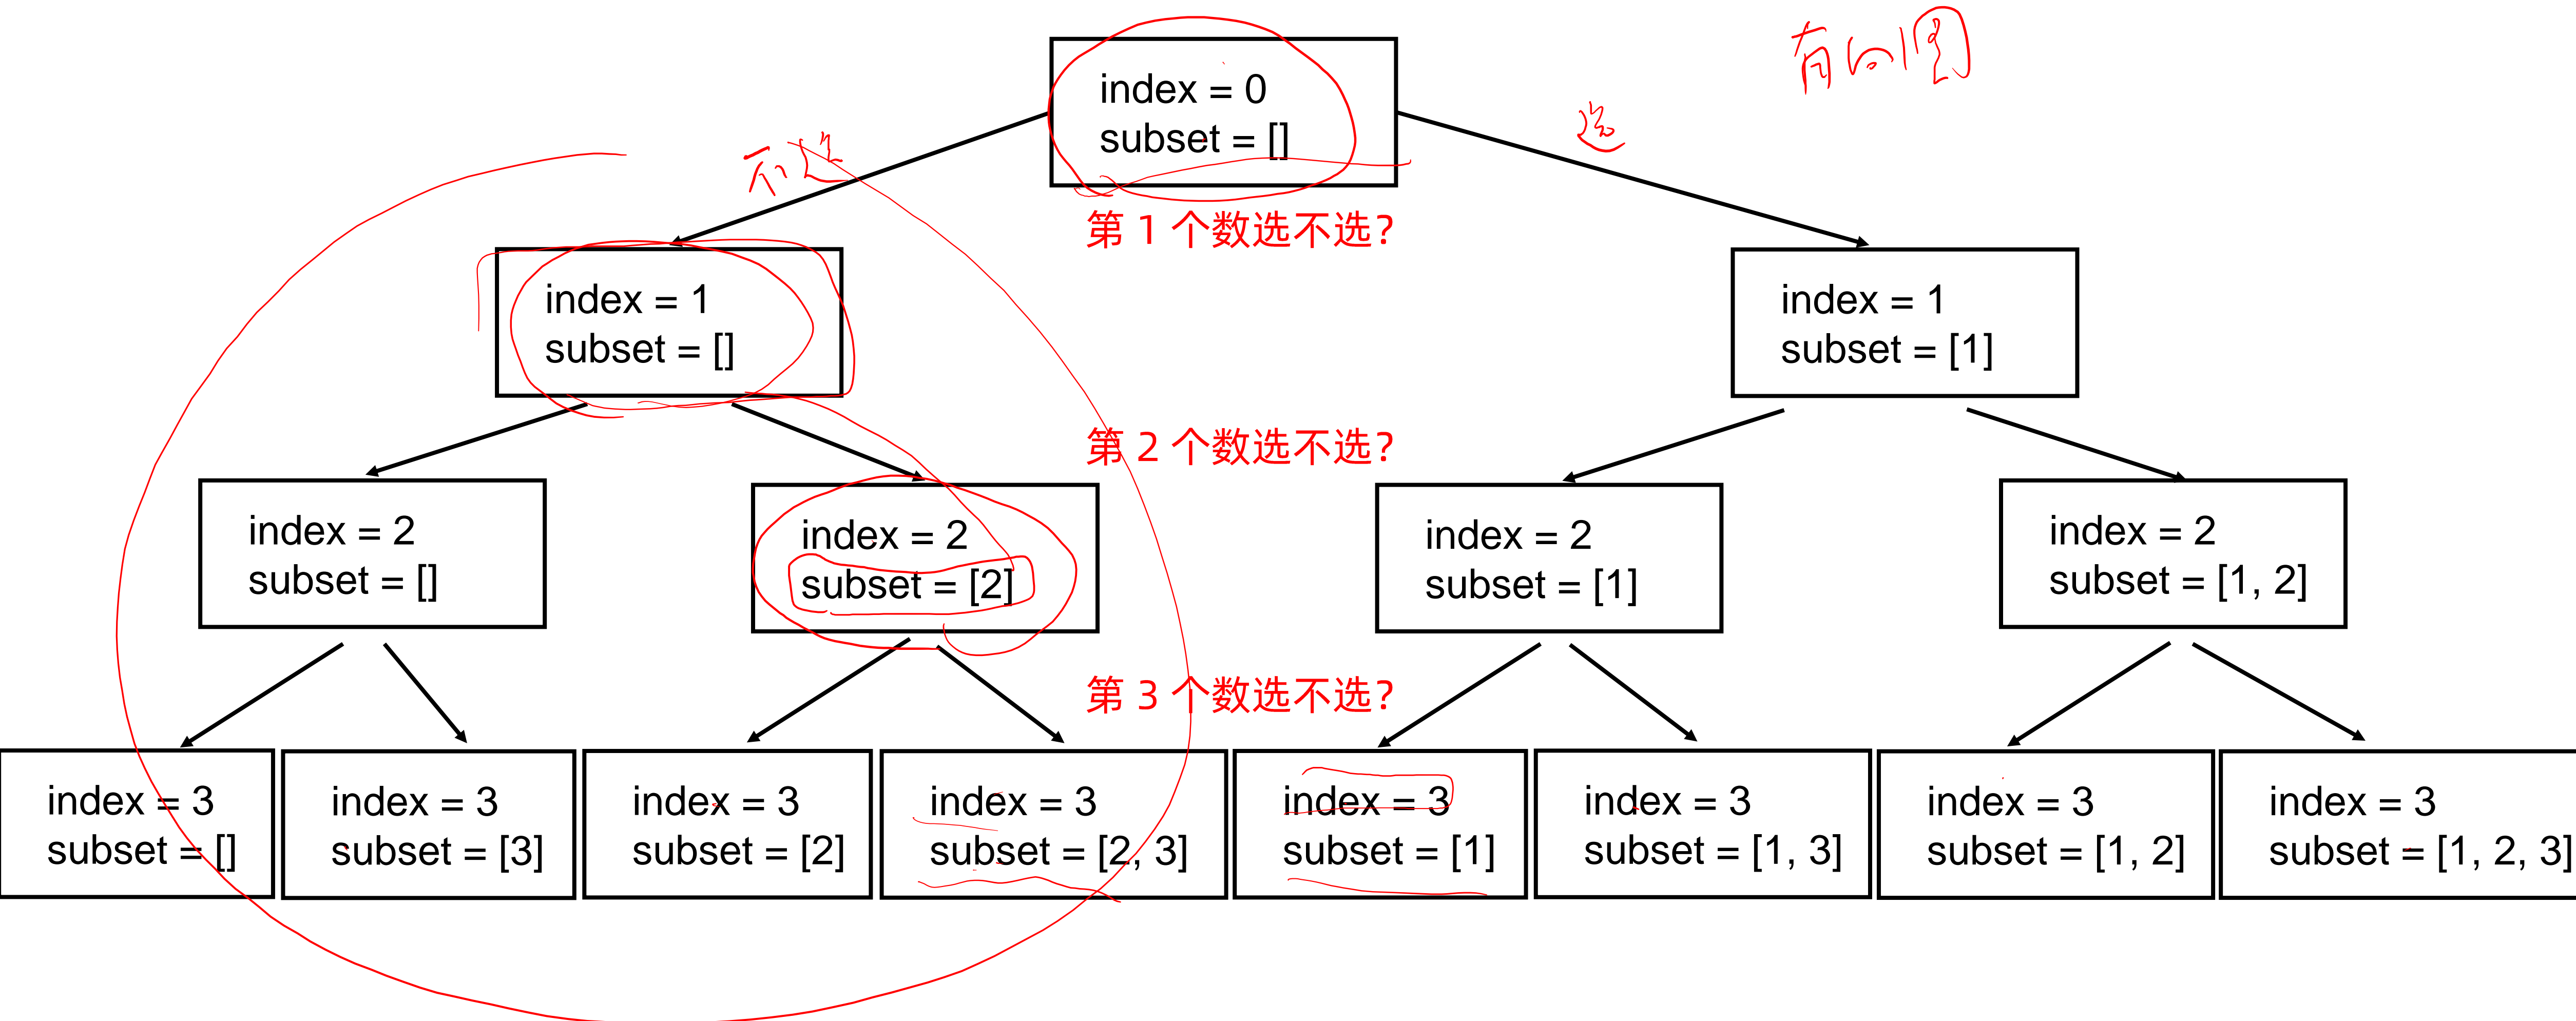 有向图
index = 0
subset = []
不选
选
第 1 个数选不选?
index = 1
subset = []
index = 1
subset = [1]
第 2 个数选不选?
index = 2
subset = []
index = 2
subset = [2]
index = 2
subset = [1]
index = 2
subset = [1, 2]
第 3 个数选不选?
index = 3
subset = []
index = 3
subset = [3]
index = 3
subset = [2]
index = 3
subset = [2, 3]
index = 3
subset = [1]
index = 3
subset = [1, 3]
index = 3
subset = [1, 2]
index = 3
subset = [1, 2, 3]